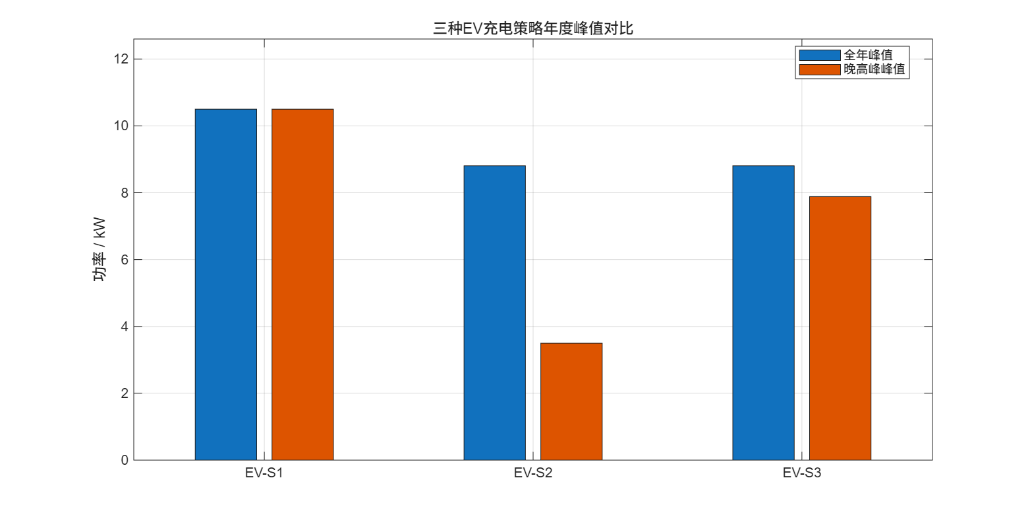 三种EV充电策略年度峰值对比
全年峰值
晚高峰峰值
功率 / kW
12
10
8
6
4
2
0
EV-S1
EV-S2
EV-S3